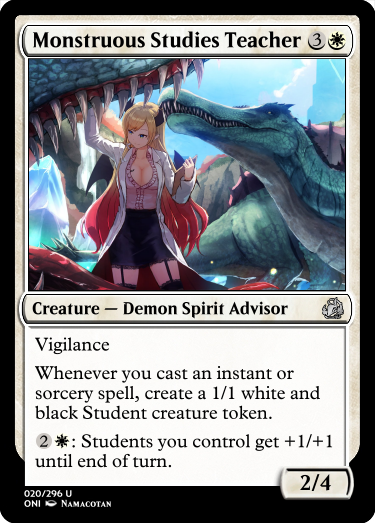 Monstruous Studies Teacher 3
Creature — Demon Spirit Advisor
Vigilance
Whenever you cast an instant or
sorcery spell, create a 1/1 white and
black Student creature token.
2 : Students you control get +1/+1
until end of turn.
2/4
020/296 U
ONI Namacotan